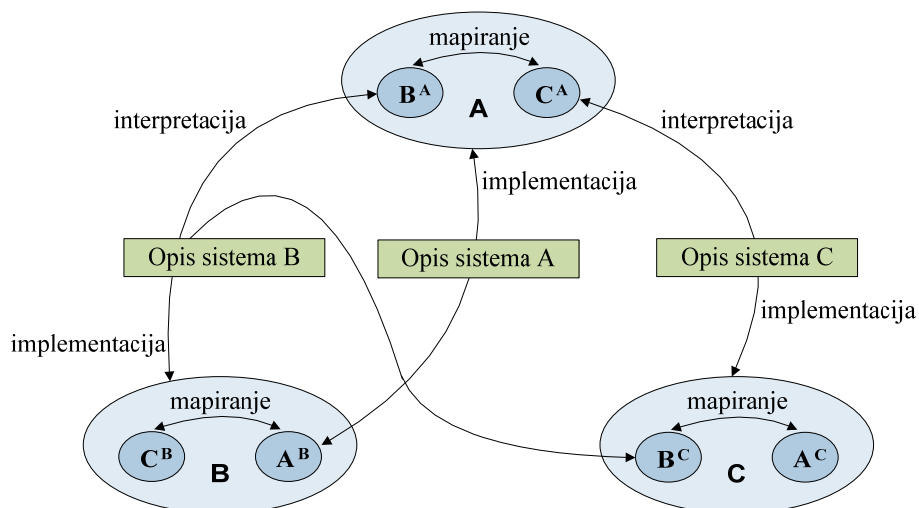 mapiranje
Bᴬ
Cᴬ
A
interpretacija
interpretacija
implementacija
Opis sistema B
Opis sistema A
Opis sistema C
implementacija
implementacija
mapiranje
Cᴮ
Aᴮ
B
mapiranje
Bᶜ
Aᶜ
C